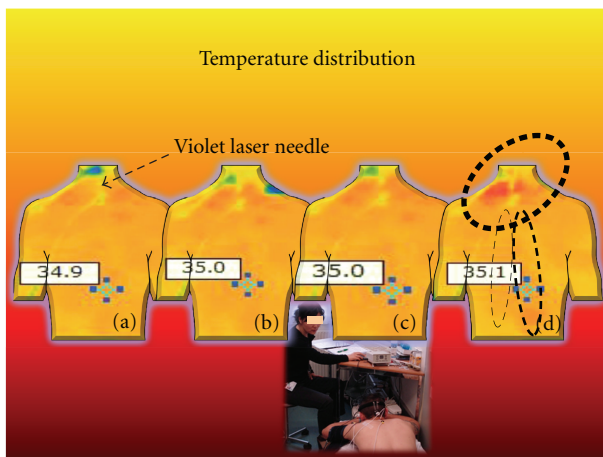 Temperature distribution
Violet laser needle
34.9
35.0
35.0
35.1
(a)
(b)
(c)
(d)